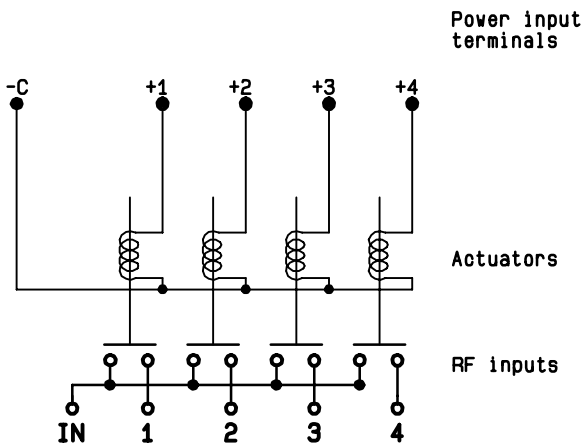 Power input
terminals
-C +1 +2 +3 +4
Actuators
RF inputs
IN 1 2 3 4